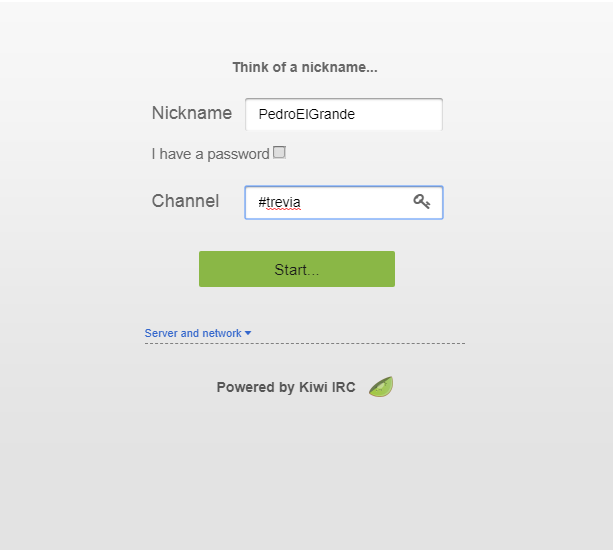 Think of a nickname...
Nickname PedroElGrande
I have a password
Channel #trevia
Start...
Server and network
Powered by Kiwi IRC